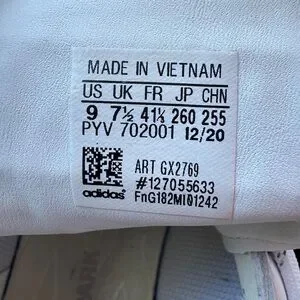 MADE IN VIETNAM
US UK FR JP CHN
9 7½ 41⅓ 260 255
PYV 702001 12/20
ART GX2769
#127055633
adidas FnG182MI01242